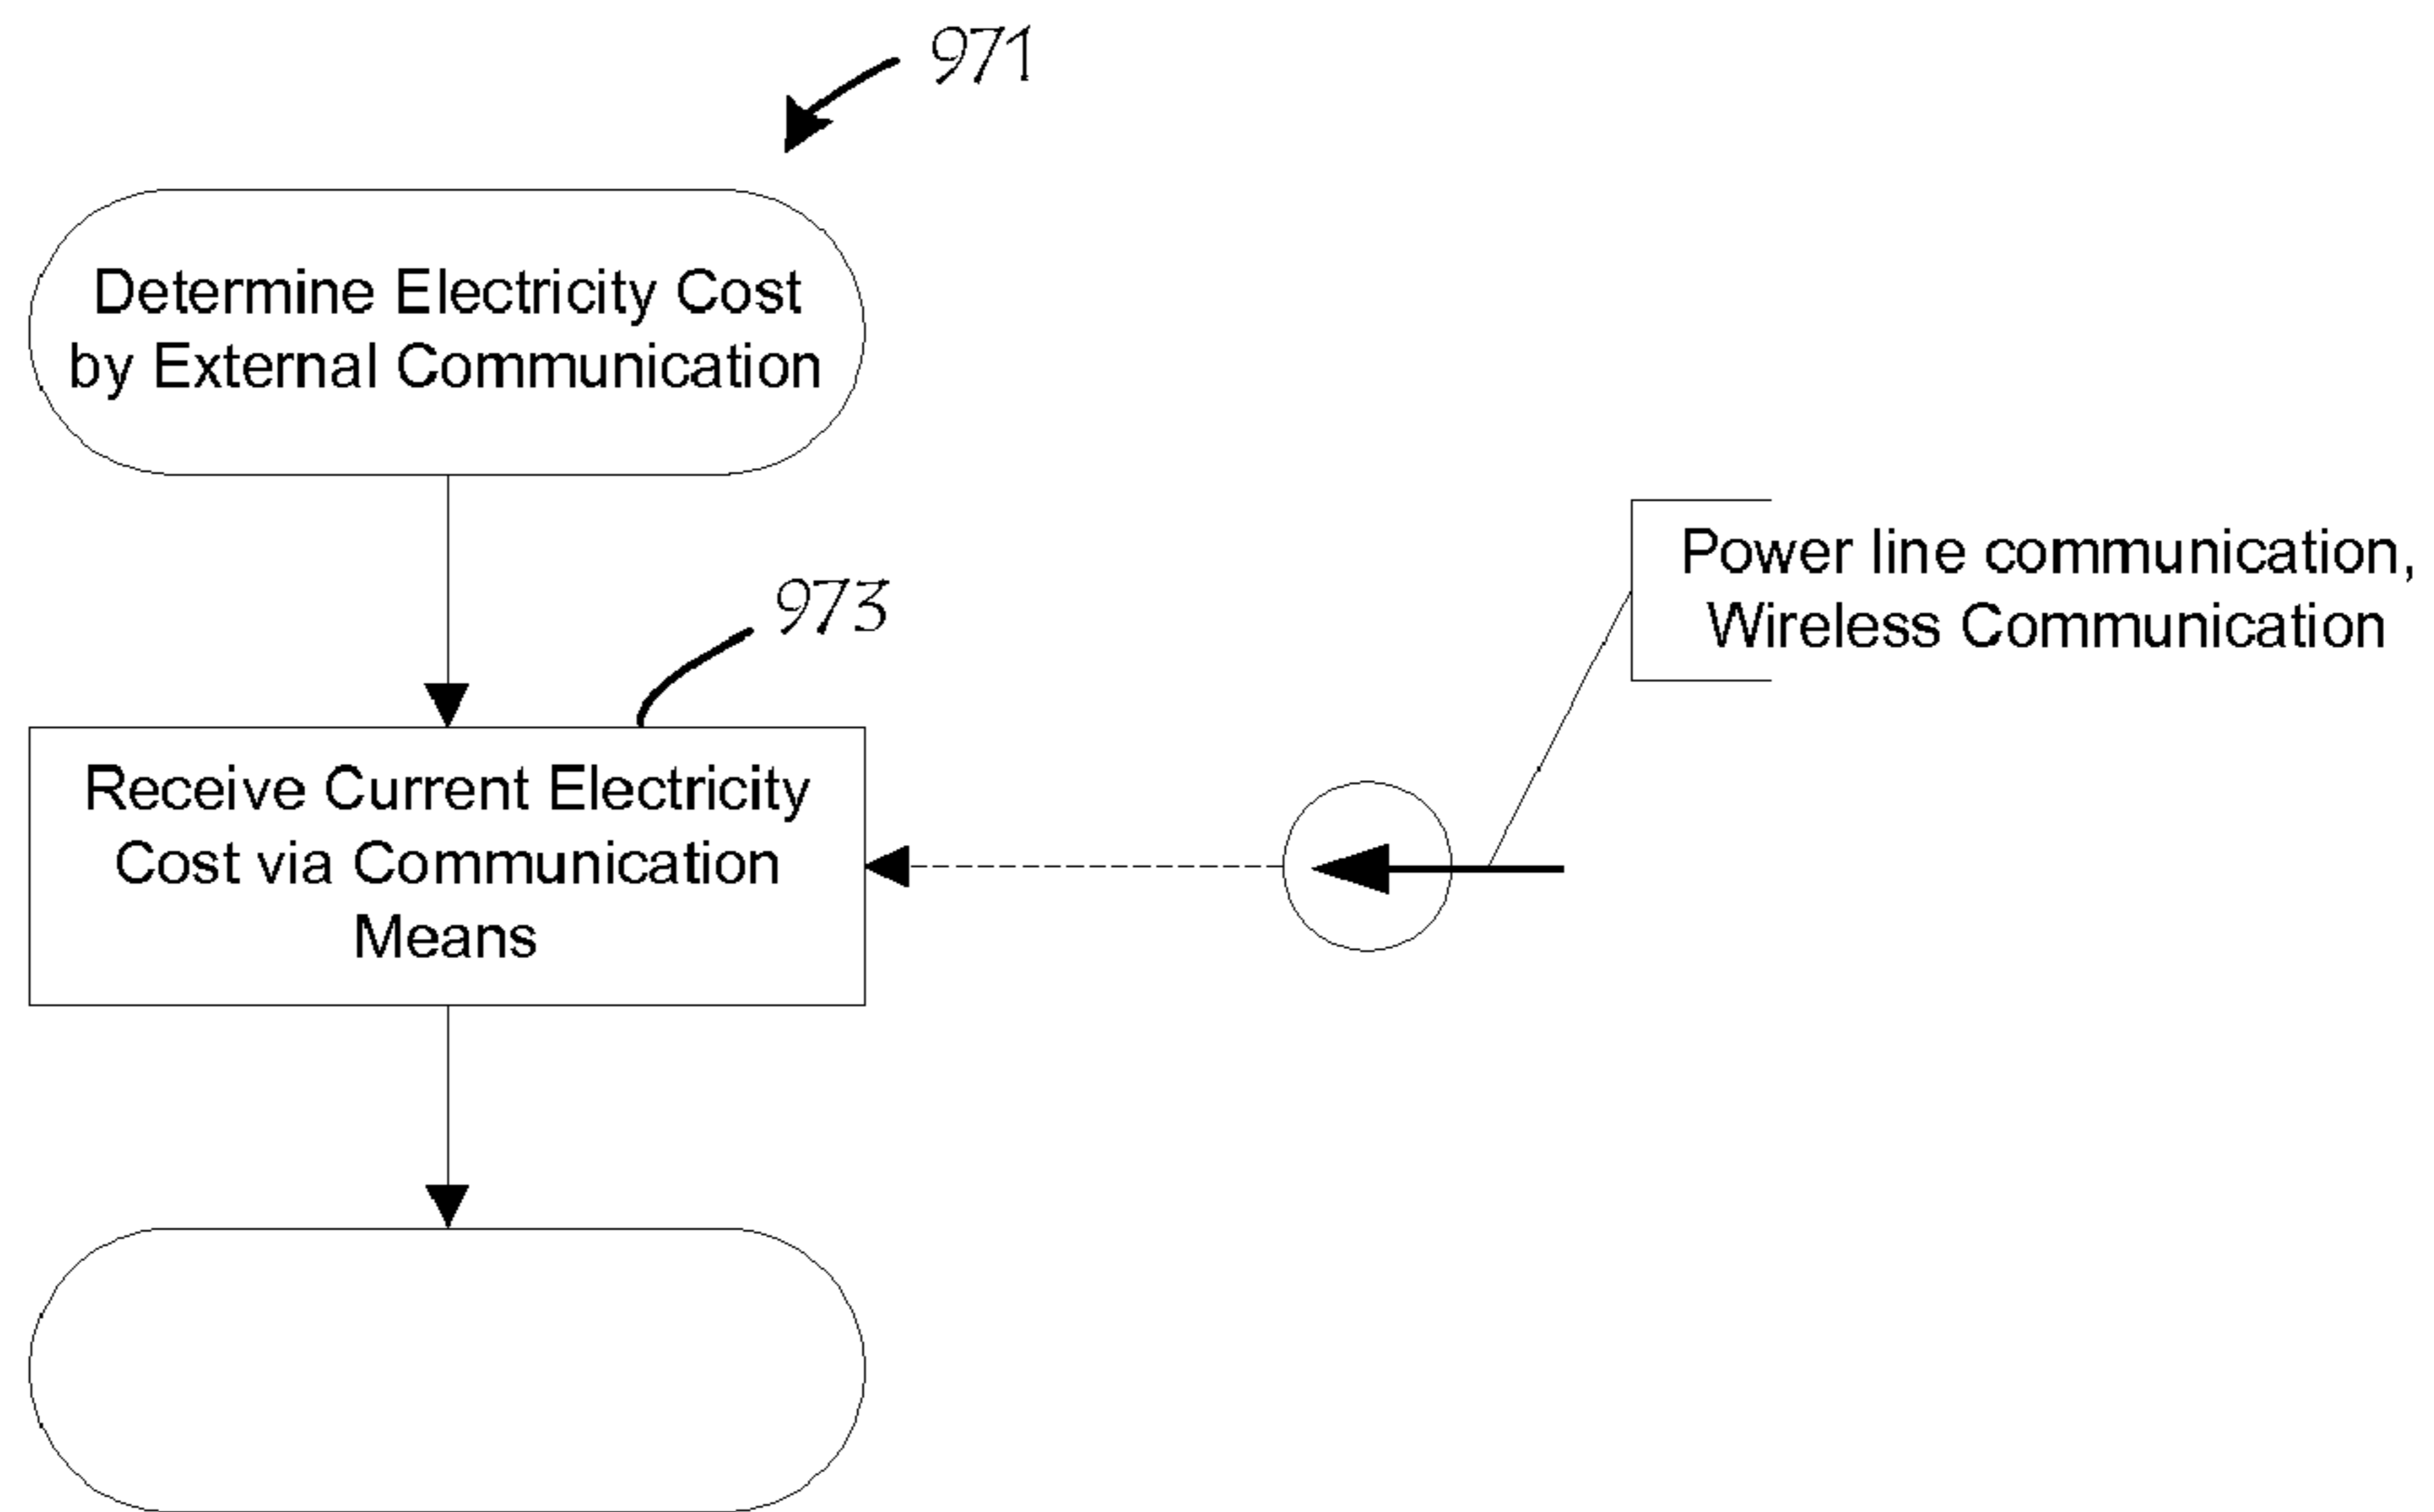 971
Determine Electricity Cost
by External Communication
Power line communication,
Wireless Communication
973
Receive Current Electricity
Cost via Communication
Means